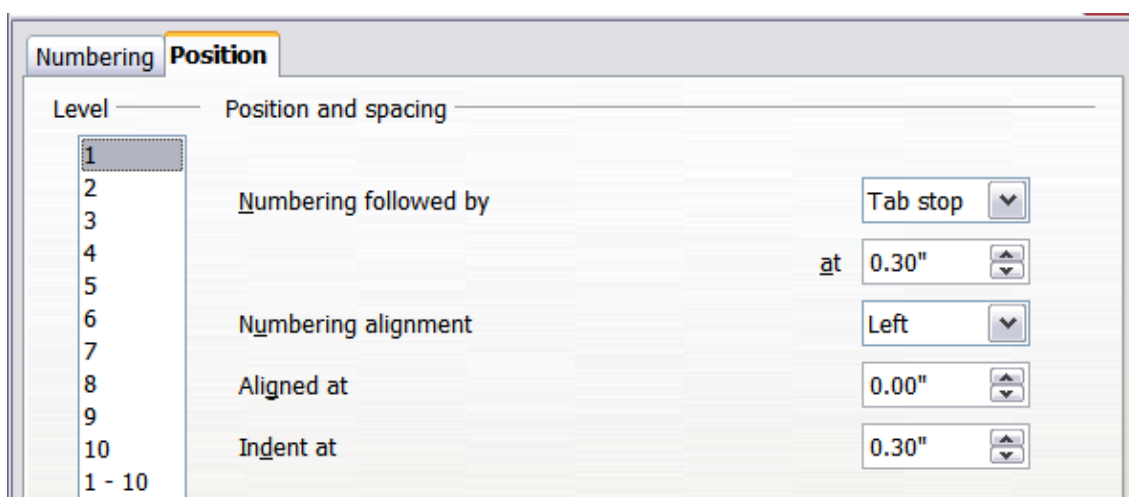 Numbering Position
Level Position and spacing
1
2
Numbering followed by Tab stop
3
4
at 0.30"
5
6
Numbering alignment Left
7
8
Aligned at 0.00"
9
10
Indent at 0.30"
1 - 10